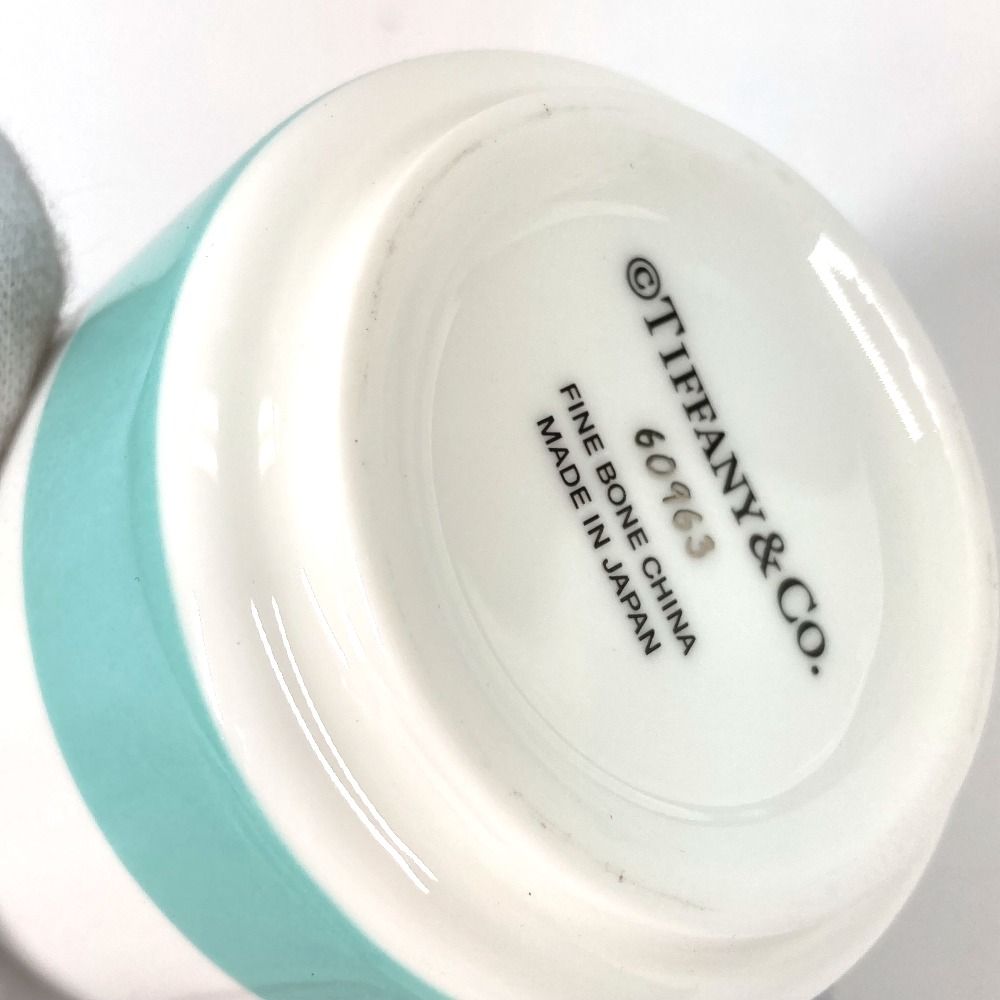 ©TIFFANY & CO.
60963
FINE BONE CHINA
MADE IN JAPAN